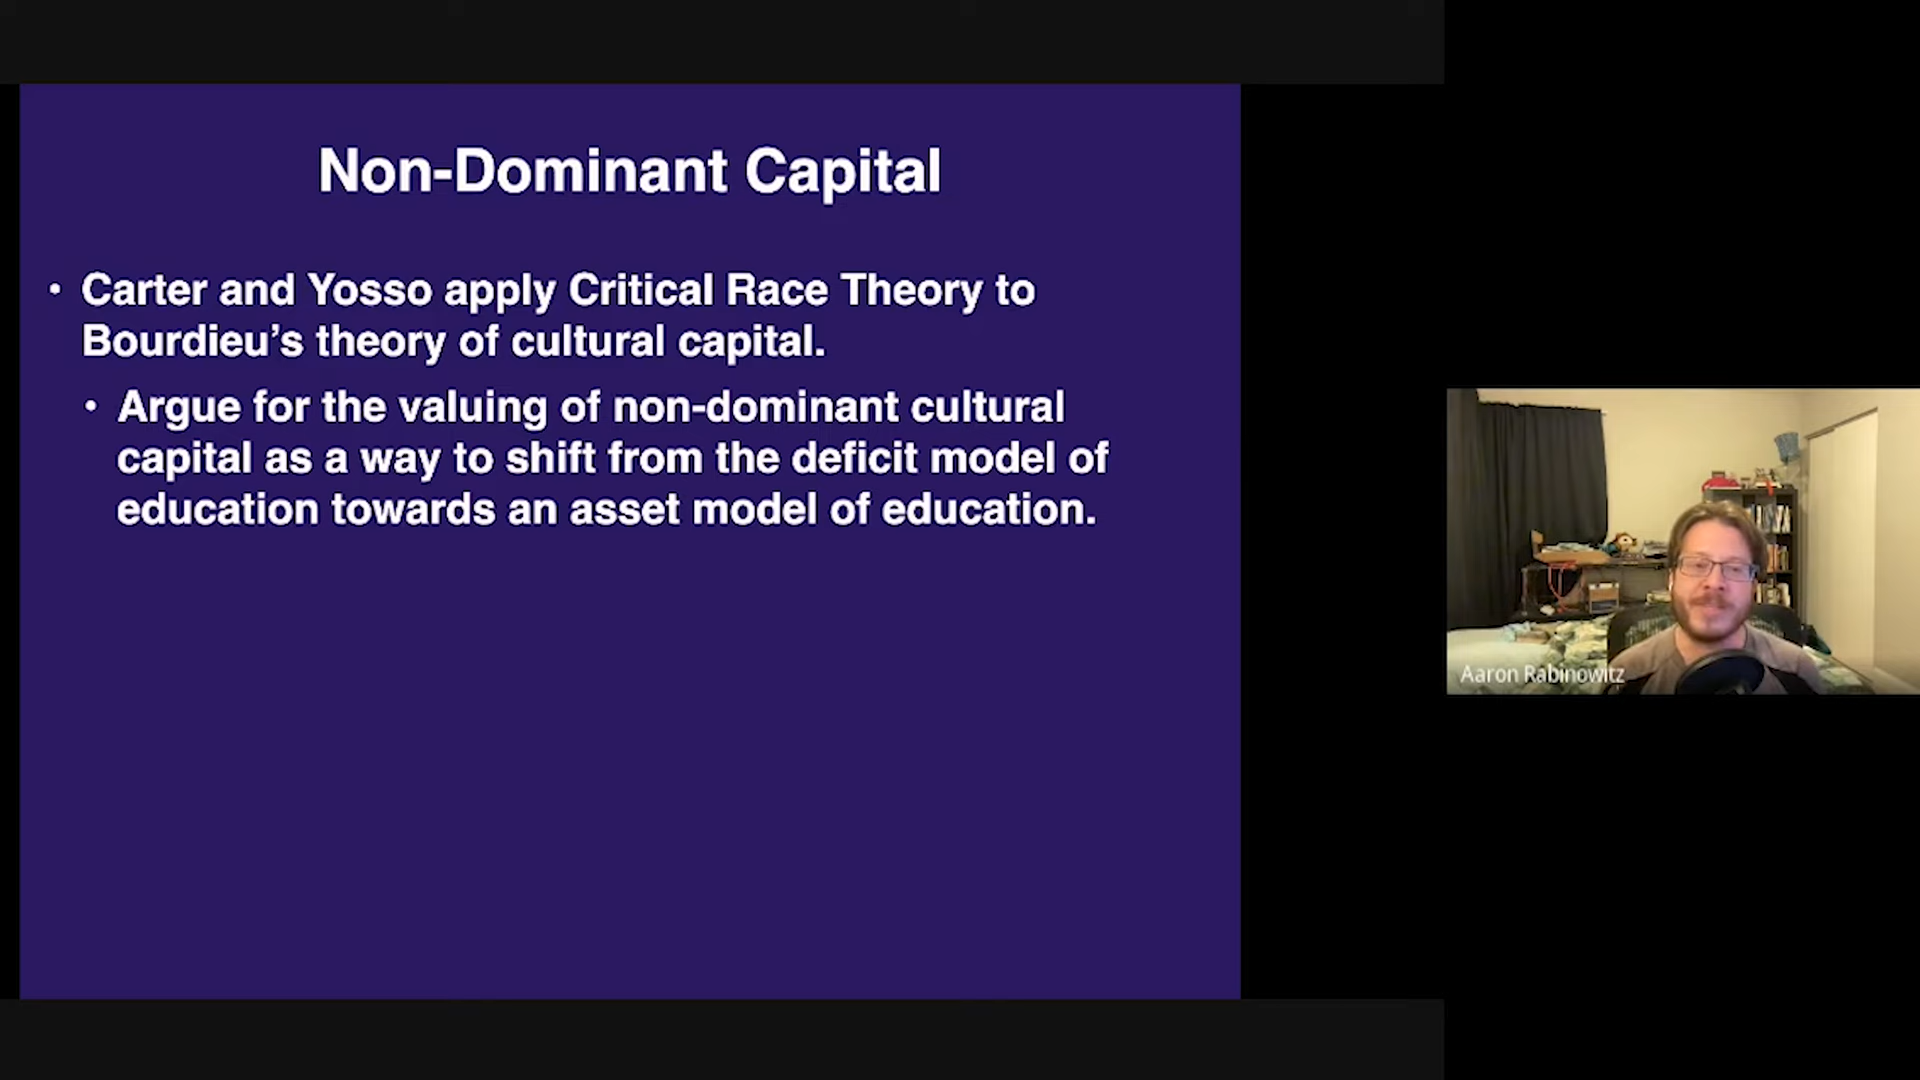 Non-Dominant Capital
• Carter and Yosso apply Critical Race Theory to
Bourdieu’s theory of cultural capital.
• Argue for the valuing of non-dominant cultural
capital as a way to shift from the deficit model of
education towards an asset model of education.
Aaron Rabinowitz